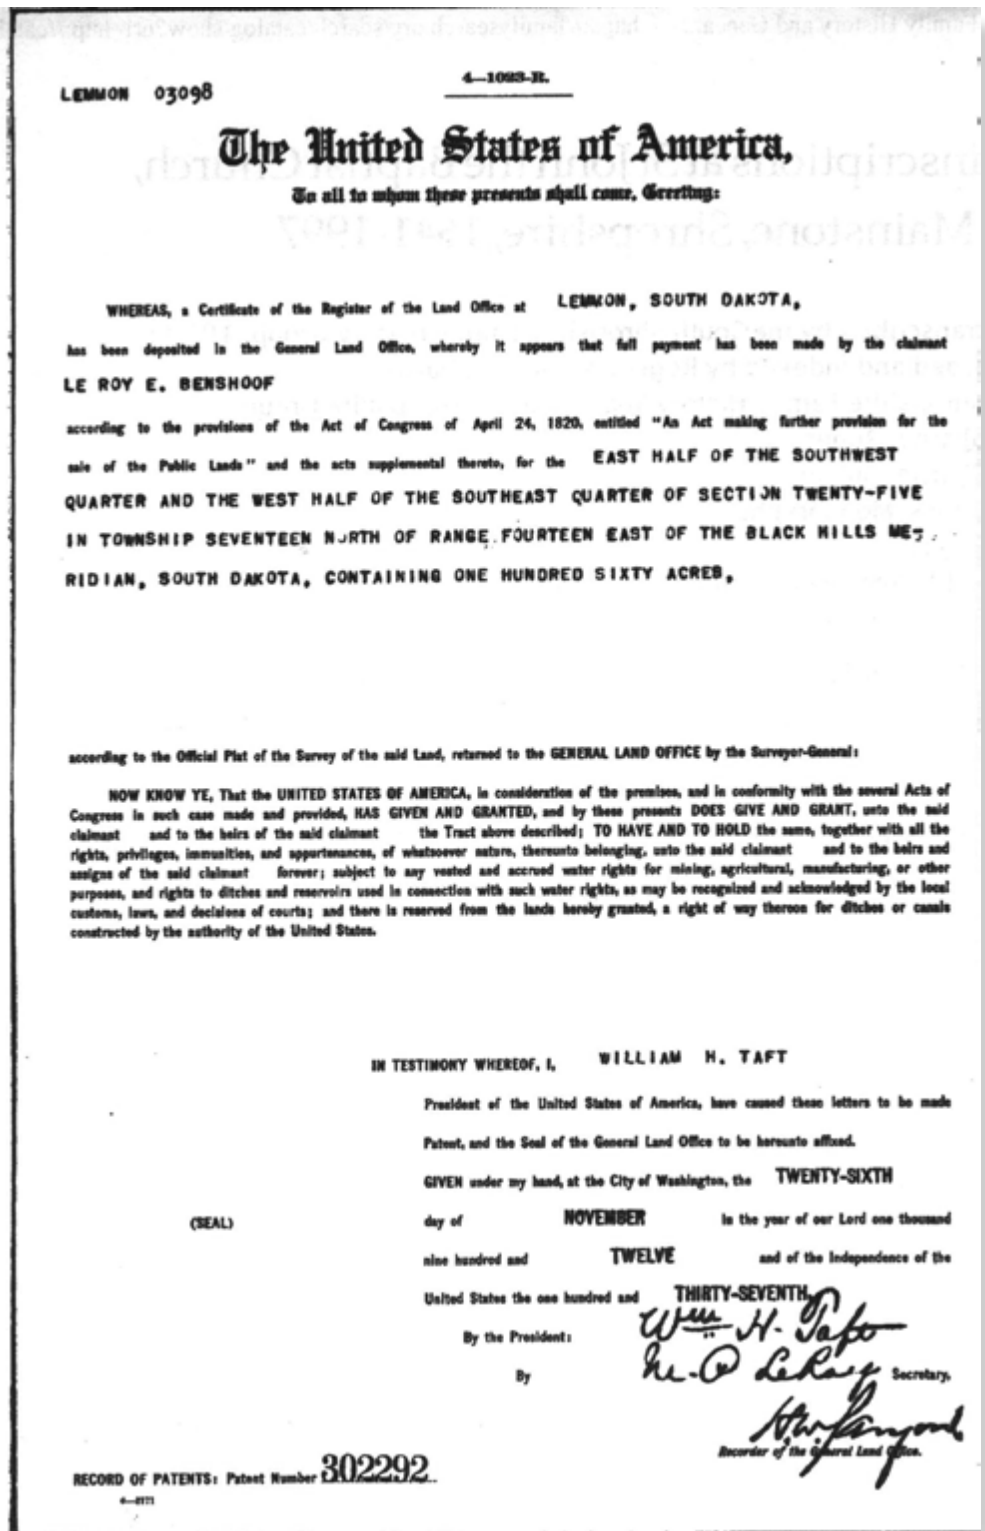 4—1023-R.
LEMMON 03098
The United States of America,
To all to whom these presents shall come, Greeting:
WHEREAS, a Certificate of the Register of the Land Office at LEMMON, SOUTH DAKOTA,
has been deposited in the General Land Office, whereby it appears that full payment has been made by the claimant
LE ROY E. BENSHOOF
according to the provisions of the Act of Congress of April 24, 1820, entitled "An Act making further provision for the
sale of the Public Lands" and the acts supplemental thereto, for the EAST HALF OF THE SOUTHWEST
QUARTER AND THE WEST HALF OF THE SOUTHEAST QUARTER OF SECTION TWENTY-FIVE
IN TOWNSHIP SEVENTEEN NORTH OF RANGE FOURTEEN EAST OF THE BLACK HILLS ME-
RIDIAN, SOUTH DAKOTA, CONTAINING ONE HUNDRED SIXTY ACRES,
according to the Official Plat of the Survey of the said Land, returned to the GENERAL LAND OFFICE by the Surveyor-General:
NOW KNOW YE, That the UNITED STATES OF AMERICA, in consideration of the premises, and in conformity with the several Acts of
Congress in such case made and provided, HAS GIVEN AND GRANTED, and by these presents DOES GIVE AND GRANT, unto the said
claimant and to the heirs of the said claimant the Tract above described; TO HAVE AND TO HOLD the same, together with all the
rights, privileges, immunities, and appurtenances, of whatsoever nature, thereunto belonging, unto the said claimant and to the heirs and
assigns of the said claimant forever; subject to any vested and accrued water rights for mining, agricultural, manufacturing, or other
purposes, and rights to ditches and reservoirs used in connection with such water rights, as may be recognized and acknowledged by the local
customs, laws, and decisions of courts; and there is reserved from the lands hereby granted, a right of way thereon for ditches or canals
constructed by the authority of the United States.
IN TESTIMONY WHEREOF, I, WILLIAM H. TAFT
President of the United States of America, have caused these letters to be made
Patent, and the Seal of the General Land Office to be hereunto affixed.
GIVEN under my hand, at the City of Washington, the TWENTY-SIXTH
(SEAL) day of NOVEMBER in the year of our Lord one thousand
nine hundred and TWELVE and of the Independence of the
United States the one hundred and THIRTY-SEVENTH.
By the President: Wm H. Taft
By M. P. LeRoy Secretary,
H.W. Sanford
Recorder of the General Land Office.
RECORD OF PATENTS: Patent Number 302292
4—2171